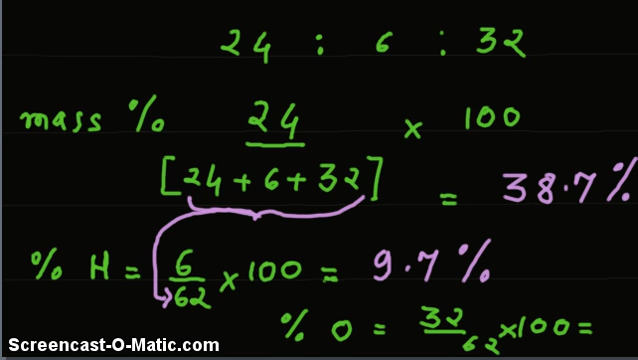 24 : 6 : 32
mass % 24 × 100
[24+6+32] = 38.7%
% H = 6/62 × 100 = 9.7%
% O = 32/62 × 100 =
Screencast-O-Matic.com